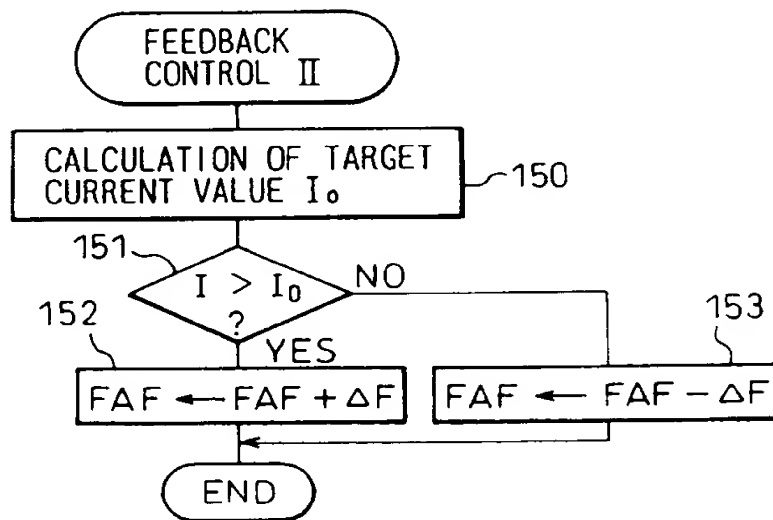 FEEDBACK
CONTROL II
CALCULATION OF TARGET
CURRENT VALUE I₀
150
151
I > I₀
?
NO
YES
152
FAF ← FAF + ΔF
153
FAF ← FAF − ΔF
END